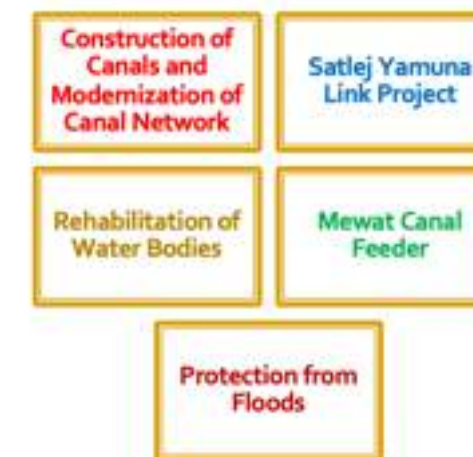 Construction of
Canals and
Modernization of
Canal Network
Satlej Yamuna
Link Project
Rehabilitation of
Water Bodies
Mewat Canal
Feeder
Protection from
Floods